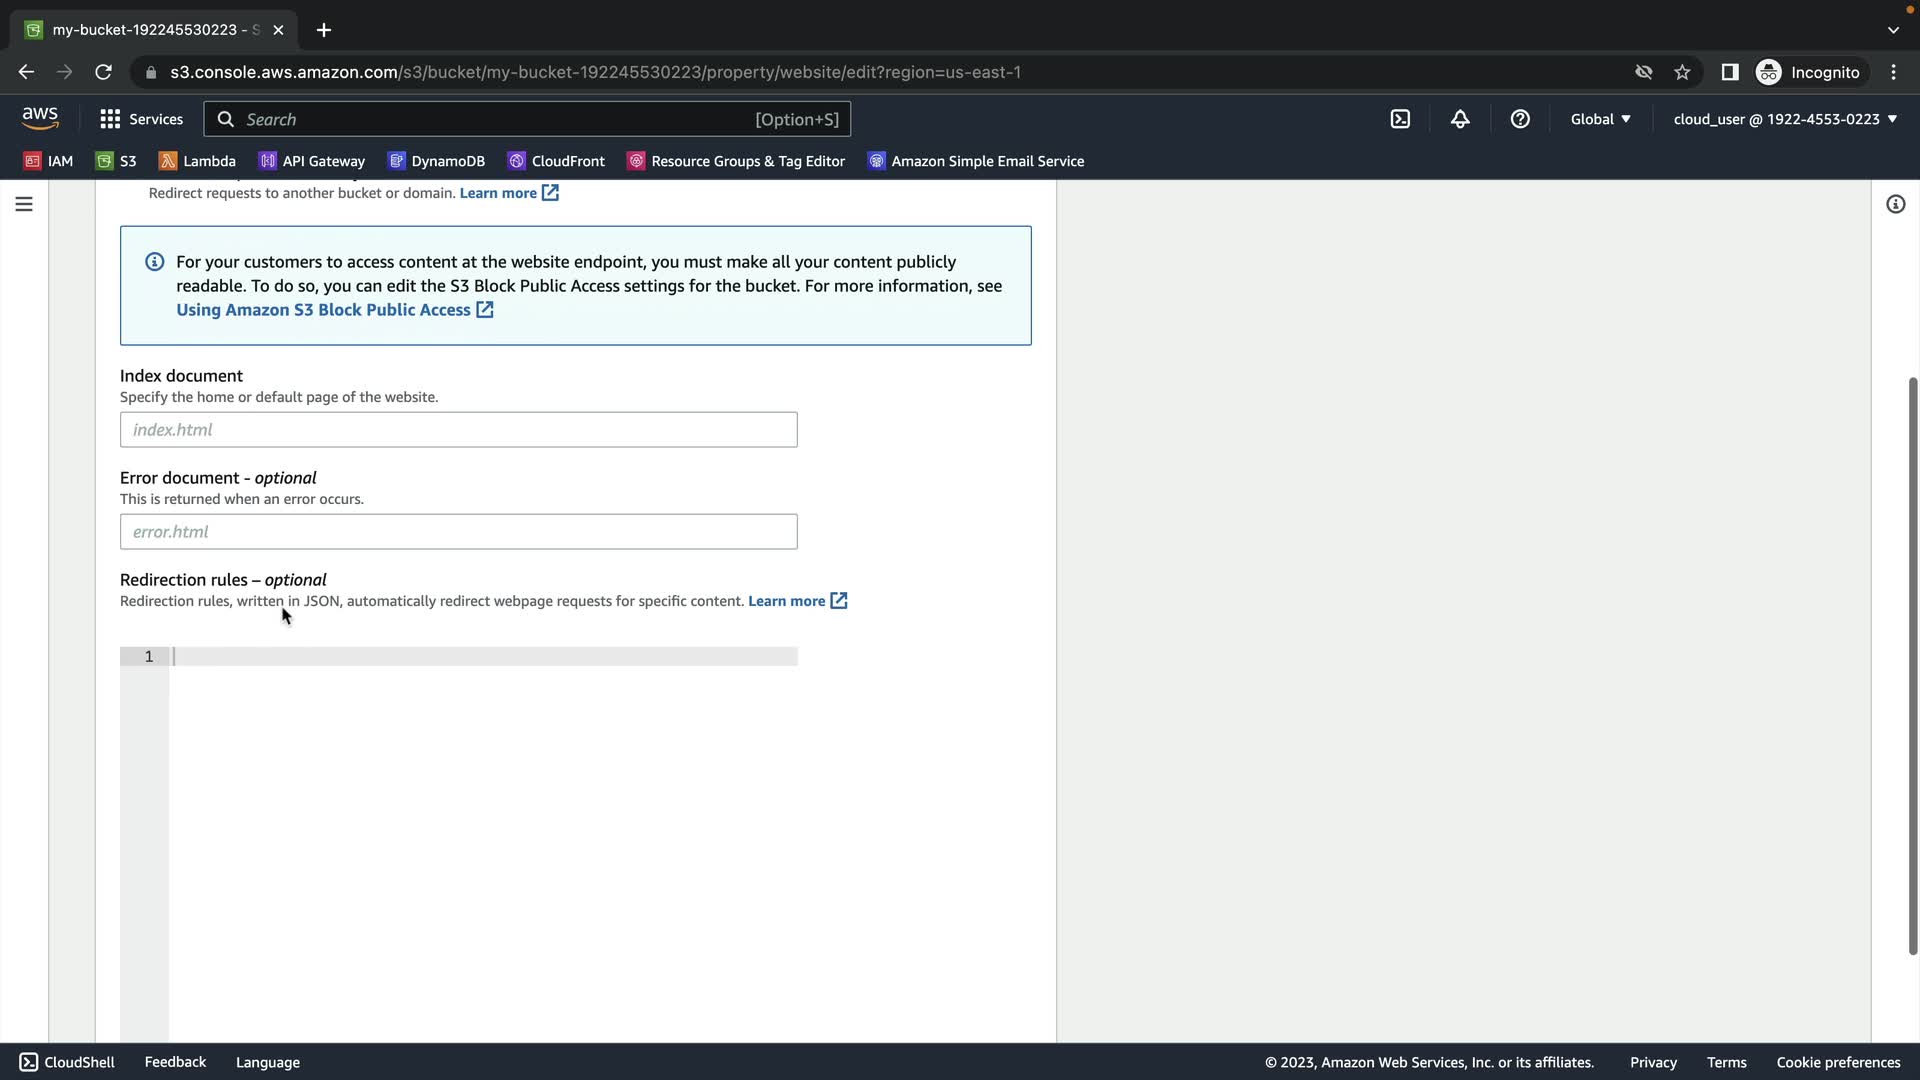 my-bucket-192245530223 - S
s3.console.aws.amazon.com/s3/bucket/my-bucket-192245530223/property/website/edit?region=us-east-1
Incognito
aws
Services
Search
[Option+S]
Global
cloud_user @ 1922-4553-0223
IAM
S3
Lambda
API Gateway
DynamoDB
CloudFront
Resource Groups & Tag Editor
Amazon Simple Email Service
Redirect requests to another bucket or domain. Learn more
For your customers to access content at the website endpoint, you must make all your content publicly
readable. To do so, you can edit the S3 Block Public Access settings for the bucket. For more information, see
Using Amazon S3 Block Public Access
Index document
Specify the home or default page of the website.
index.html
Error document - optional
This is returned when an error occurs.
error.html
Redirection rules – optional
Redirection rules, written in JSON, automatically redirect webpage requests for specific content. Learn more
1
CloudShell
Feedback
Language
© 2023, Amazon Web Services, Inc. or its affiliates.
Privacy
Terms
Cookie preferences